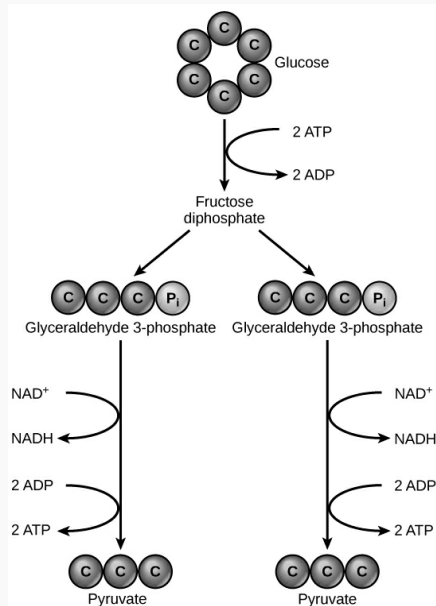 C
C
C
C
C
C
Glucose
2 ATP
2 ADP
Fructose
diphosphate
C C C Pi
C C C Pi
Glyceraldehyde 3-phosphate
Glyceraldehyde 3-phosphate
NAD+
NAD+
NADH
NADH
2 ADP
2 ADP
2 ATP
2 ATP
C C C
C C C
Pyruvate
Pyruvate